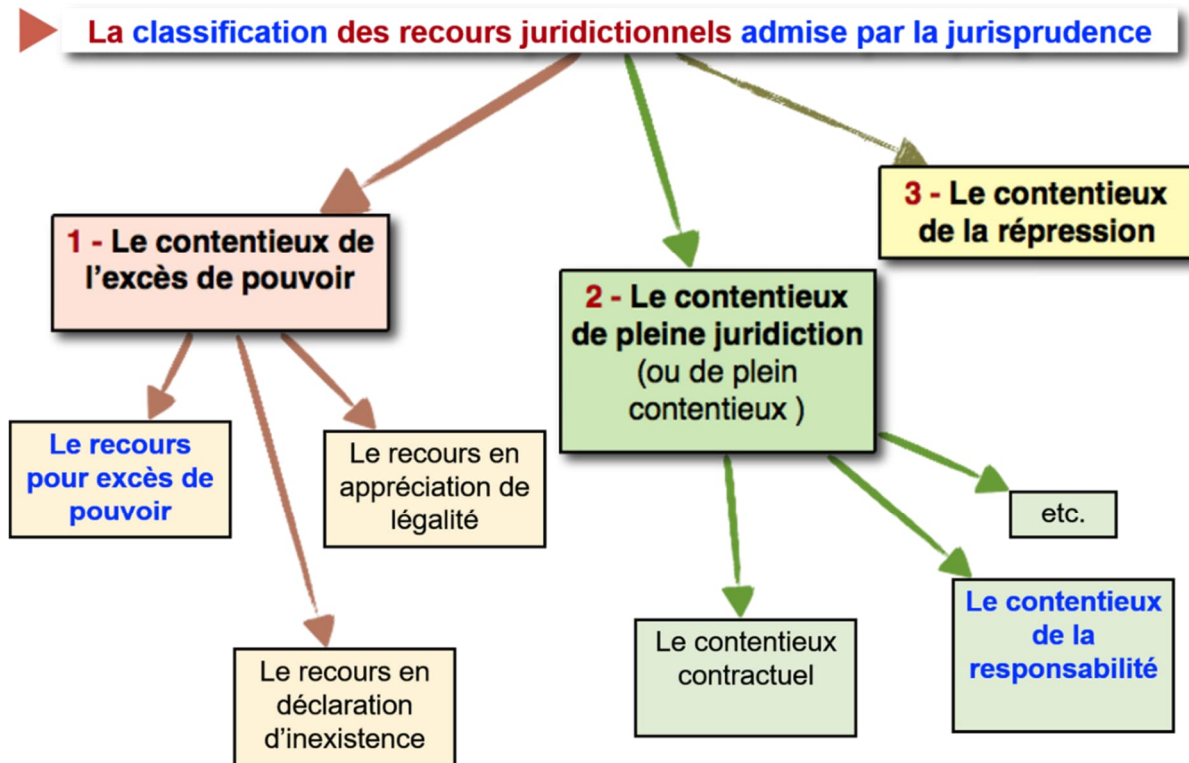 La classification des recours juridictionnels admise par la jurisprudence
1 - Le contentieux de
l'excès de pouvoir
2 - Le contentieux
de pleine juridiction
(ou de plein
contentieux )
3 - Le contentieux
de la répression
Le recours
pour excès de
pouvoir
Le recours en
appréciation de
légalité
Le recours en
déclaration
d'inexistence
Le contentieux
contractuel
Le contentieux
de la
responsabilité
etc.